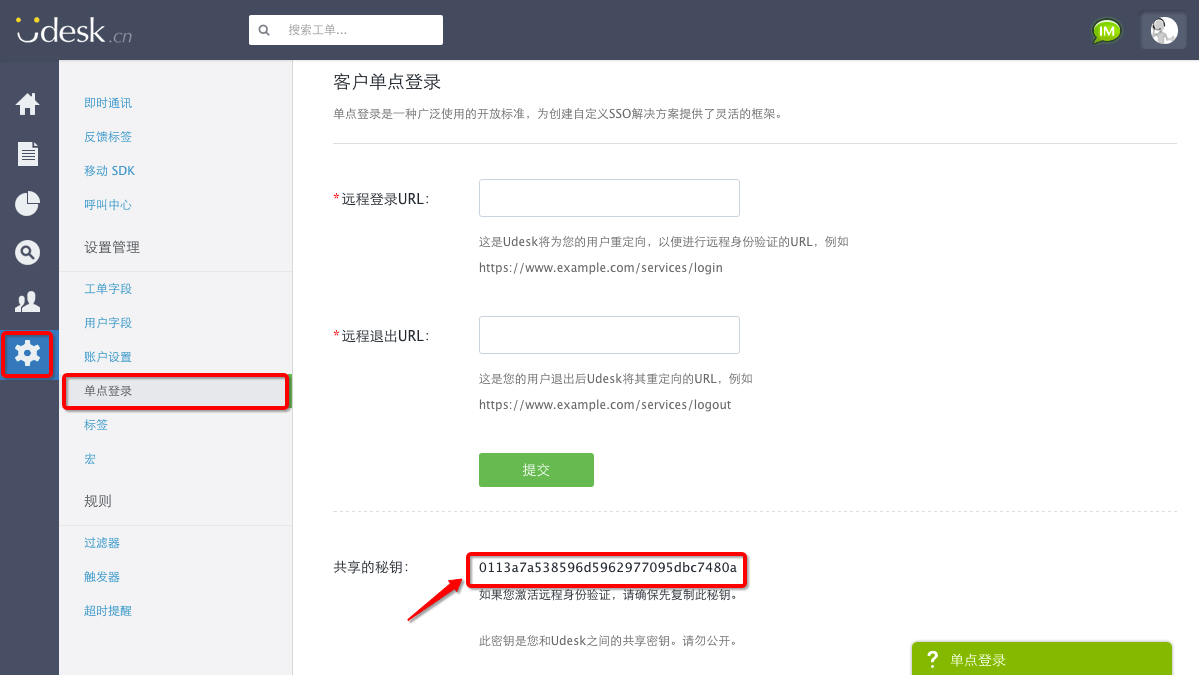 Udesk.cn
搜索工单...
IM
即时通讯
反馈标签
移动 SDK
呼叫中心
设置管理
工单字段
用户字段
账户设置
单点登录
标签
宏
规则
过滤器
触发器
超时提醒
客户单点登录
单点登录是一种广泛使用的开放标准，为创建自定义SSO解决方案提供了灵活的框架。
*远程登录URL：
这是Udesk将为您的用户重定向，以便进行远程身份验证的URL，例如
https://www.example.com/services/login
*远程退出URL：
这是您的用户退出后Udesk将其重定向的URL，例如
https://www.example.com/services/logout
提交
共享的秘钥：
0113a7a538596d5962977095dbc7480a
如果您激活远程身份验证，请确保先复制此秘钥。
此密钥是您和Udesk之间的共享密钥。请勿公开。
? 单点登录